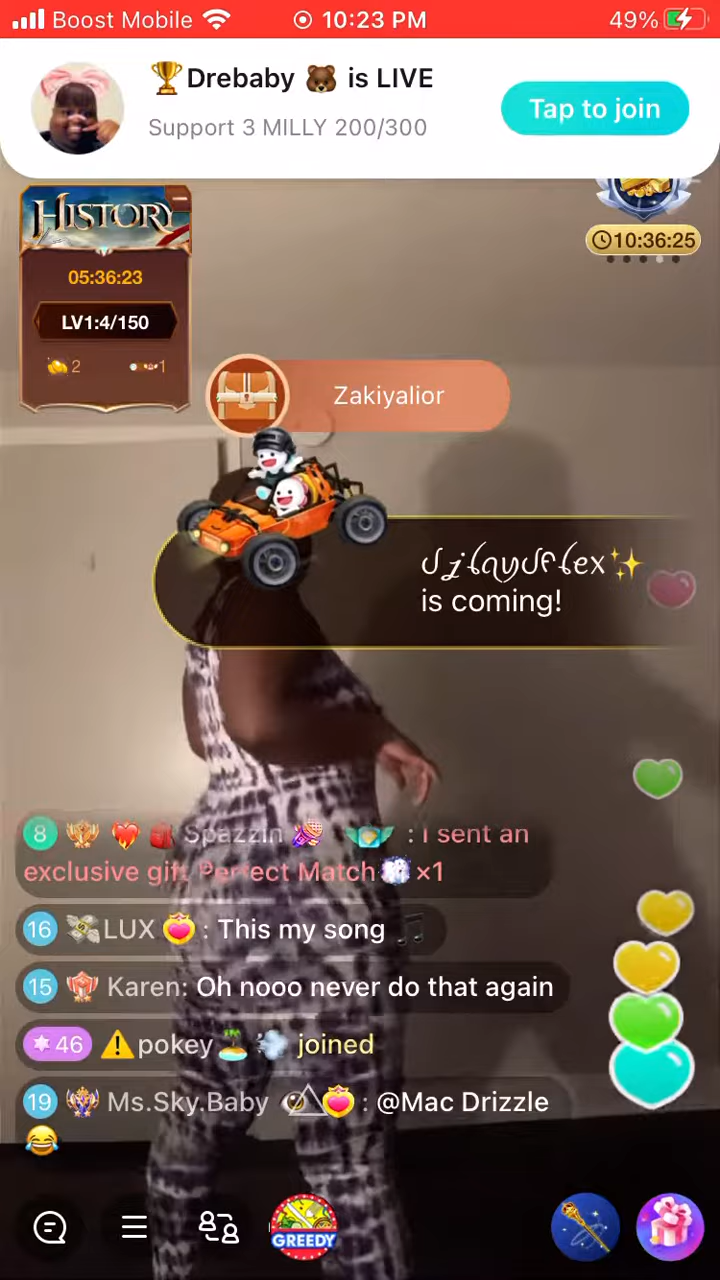 Boost Mobile
10:23 PM
49%
🏆Drebaby 🐻 is LIVE
Support 3 MILLY 200/300
Tap to join
HISTORY
05:36:23
LV1:4/150
2
1
10:36:25
Zakiyalior
is coming!
8 Spazzin : I sent an
exclusive gift Perfect Match ×1
16 💸LUX : This my song 🎵
15 Karen: Oh nooo never do that again
46 ⚠️pokey🏝️💨 joined
19 Ms.Sky.Baby : @Mac Drizzle
😂
GREEDY